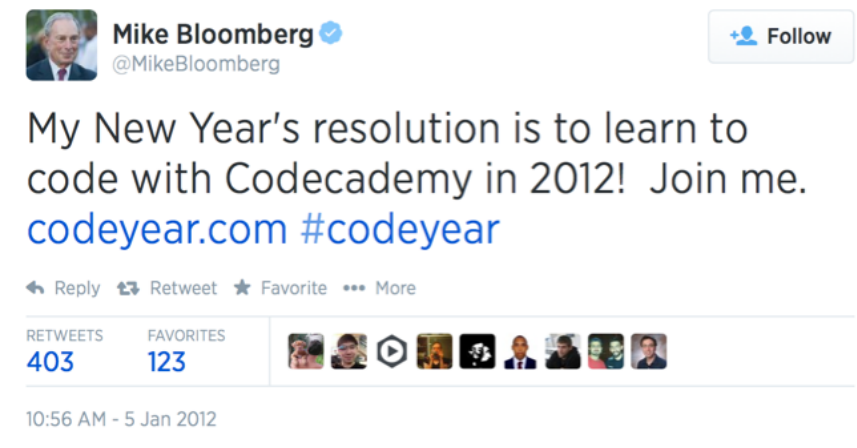 Mike Bloomberg
@MikeBloomberg
Follow
My New Year's resolution is to learn to
code with Codecademy in 2012!  Join me.
codeyear.com #codeyear
Reply Retweet Favorite More
RETWEETS FAVORITES
403 123
10:56 AM - 5 Jan 2012